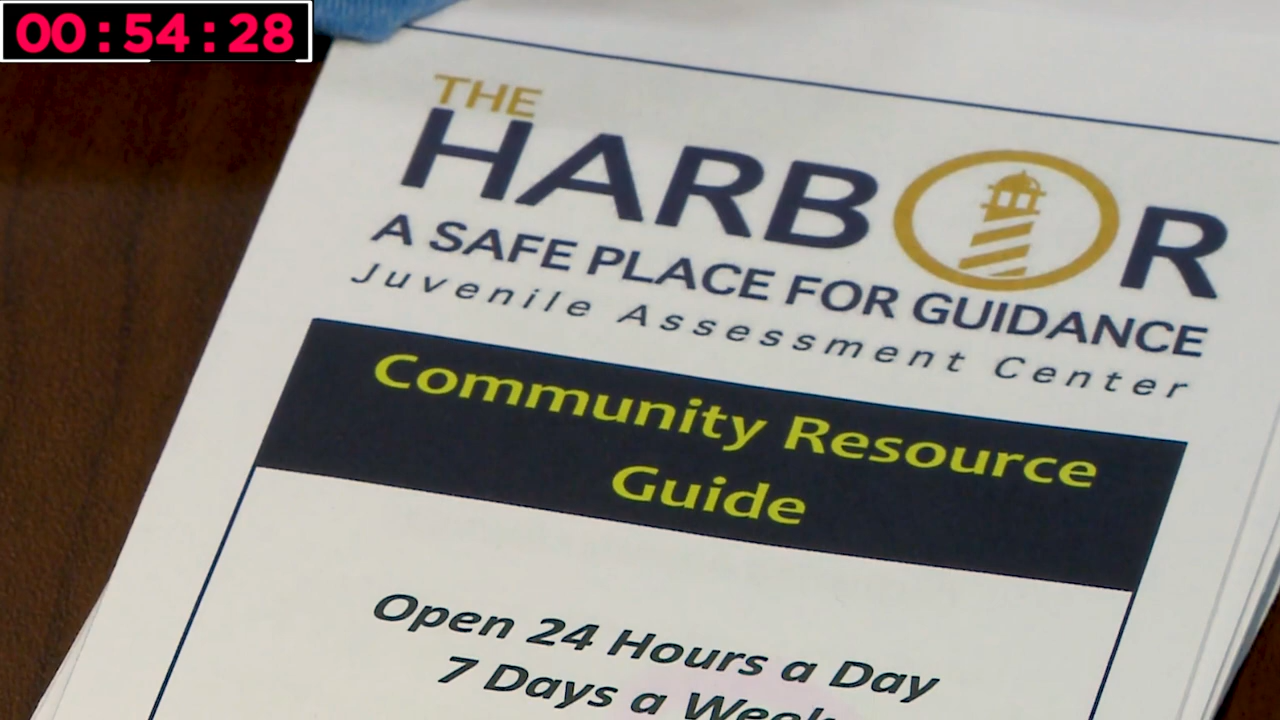 00:54:28
THE
HARBOR
A SAFE PLACE FOR GUIDANCE
Juvenile Assessment Center
Community Resource
Guide
Open 24 Hours a Day
7 Days a Week